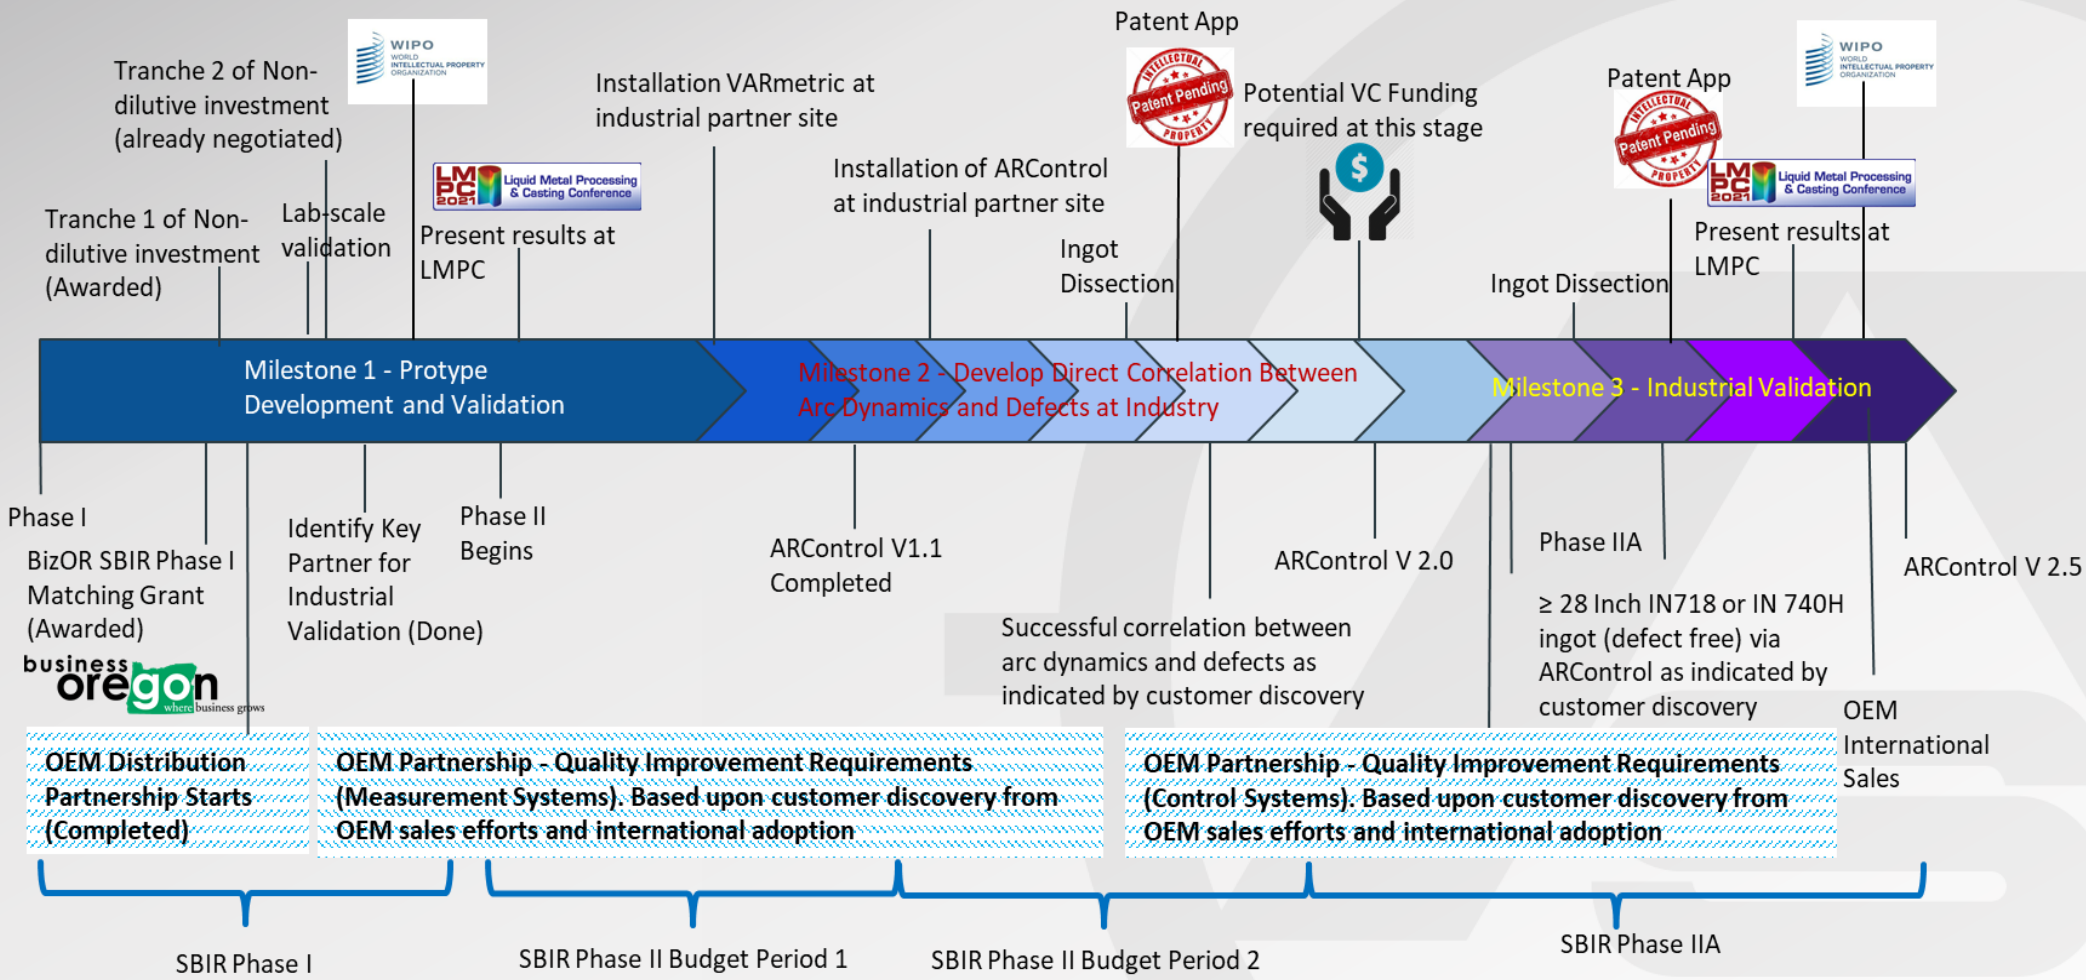 Tranche 1 of Non-
dilutive investment
(Awarded)
Tranche 2 of Non-
dilutive investment
(already negotiated)
Lab-scale
validation
WIPO
WORLD
INTELLECTUAL PROPERTY
ORGANIZATION
LM
PC
2021
Liquid Metal Processing
& Casting Conference
Present results at
LMPC
Installation VARmetric at
industrial partner site
Installation of ARControl
at industrial partner site
Ingot
Dissection
Patent App
INTELLECTUAL
Patent Pending
PROPERTY
Potential VC Funding
required at this stage
$
Ingot Dissection
Patent App
INTELLECTUAL
Patent Pending
PROPERTY
WIPO
WORLD
INTELLECTUAL PROPERTY
ORGANIZATION
LM
PC
2021
Liquid Metal Processing
& Casting Conference
Present results at
LMPC
Milestone 1 - Protype
Development and Validation
Milestone 2 - Develop Direct Correlation Between
Arc Dynamics and Defects at Industry
Milestone 3 - Industrial Validation
Phase I
BizOR SBIR Phase I
Matching Grant
(Awarded)
business
oregon
where business grows
Identify Key
Partner for
Industrial
Validation (Done)
Phase II
Begins
ARControl V1.1
Completed
Successful correlation between
arc dynamics and defects as
indicated by customer discovery
ARControl V 2.0
Phase IIA
≥ 28 Inch IN718 or IN 740H
ingot (defect free) via
ARControl as indicated by
customer discovery
OEM
International
Sales
ARControl V 2.5
OEM Distribution
Partnership Starts
(Completed)
OEM Partnership - Quality Improvement Requirements
(Measurement Systems). Based upon customer discovery from
OEM sales efforts and international adoption
OEM Partnership - Quality Improvement Requirements
(Control Systems). Based upon customer discovery from
OEM sales efforts and international adoption
SBIR Phase I
SBIR Phase II Budget Period 1
SBIR Phase II Budget Period 2
SBIR Phase IIA